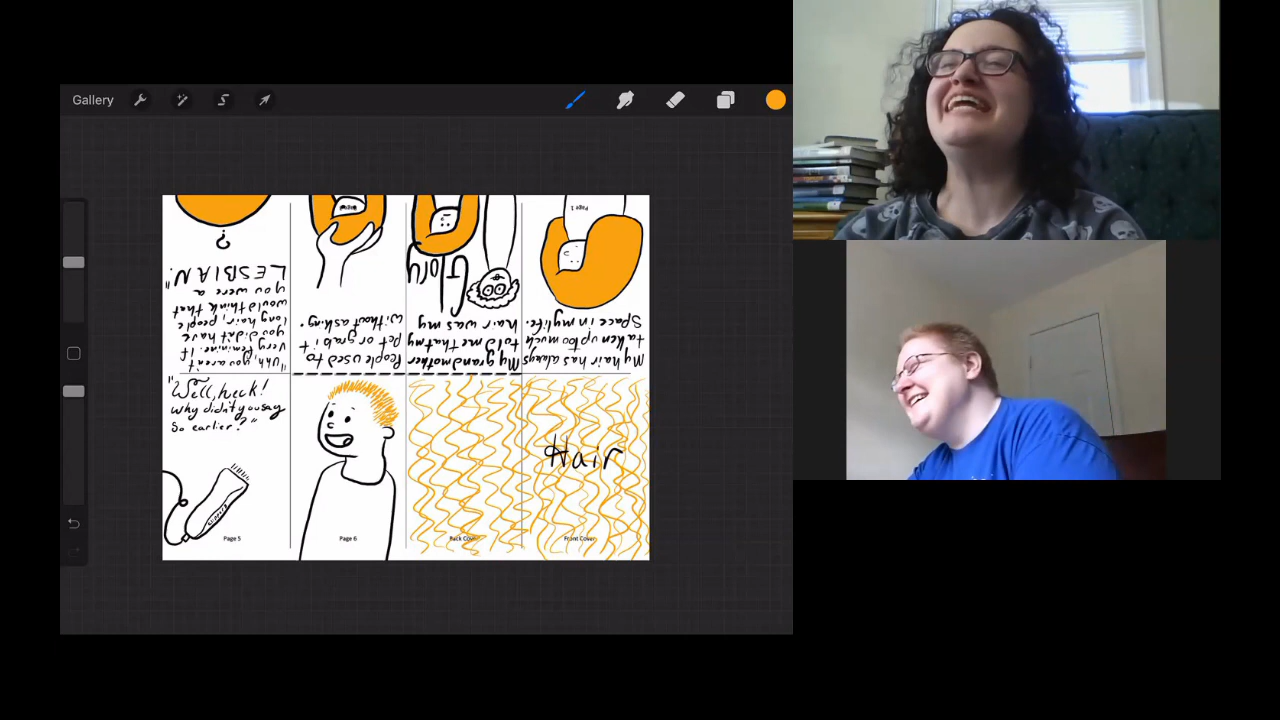 Gallery
Page 1
My hair has always
taken up too much
space in my life.
My grandmother
told me that my
hair was my
Glory
People used to
pet or grab it
without asking.
"Uhh, you aren't
very feminine. If
you didn't have
long hair, people
would think that
you were a
LESBIAN."
?
"Well, heck!
Why didn't you say
So earlier?"
Page 5
Page 6
Back Cover
Hair
Front Cover